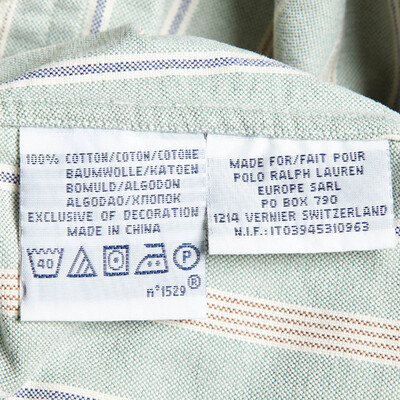 100% COTTON/COTON/COTONE
BAUMWOLLE/KATOEN
BOMULD/ALGODON
ALGODAO/ХЛОПОК
EXCLUSIVE OF DECORATION
MADE IN CHINA
40 P
n°1529 ®
MADE FOR/FAIT POUR
POLO RALPH LAUREN
EUROPE SARL
PO BOX 790
1214 VERNIER SWITZERLAND
N.I.F.: IT03945310963